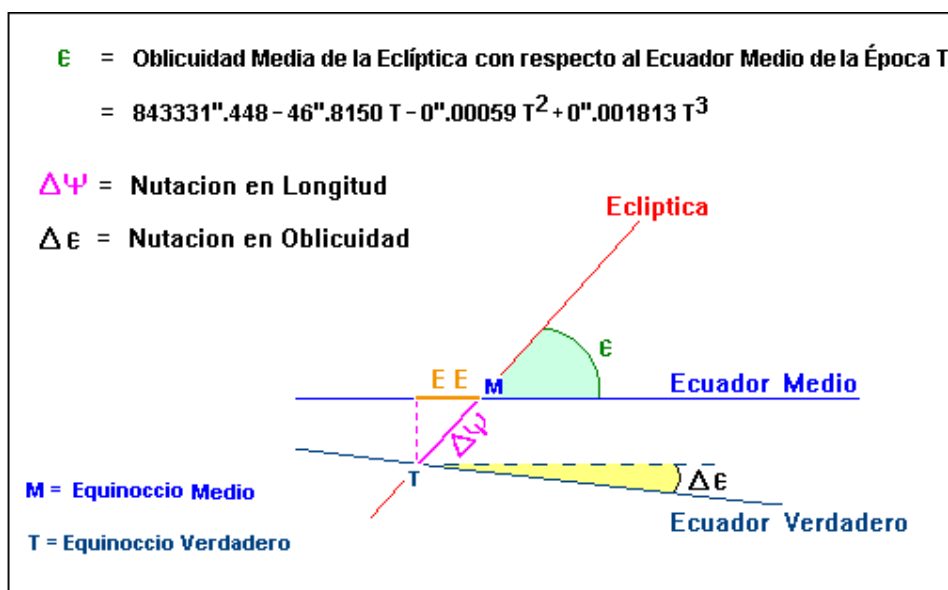 ε = Oblicuidad Media de la Eclíptica con respecto al Ecuador Medio de la Época T
= 843331".448 - 46".8150 T - 0".00059 T² + 0".001813 T³
ΔΨ = Nutacion en Longitud
Δε = Nutacion en Oblicuidad
Ecliptica
ε
E E
M
Ecuador Medio
ΔΨ
T
Δε
M = Equinoccio Medio
Ecuador Verdadero
T = Equinoccio Verdadero